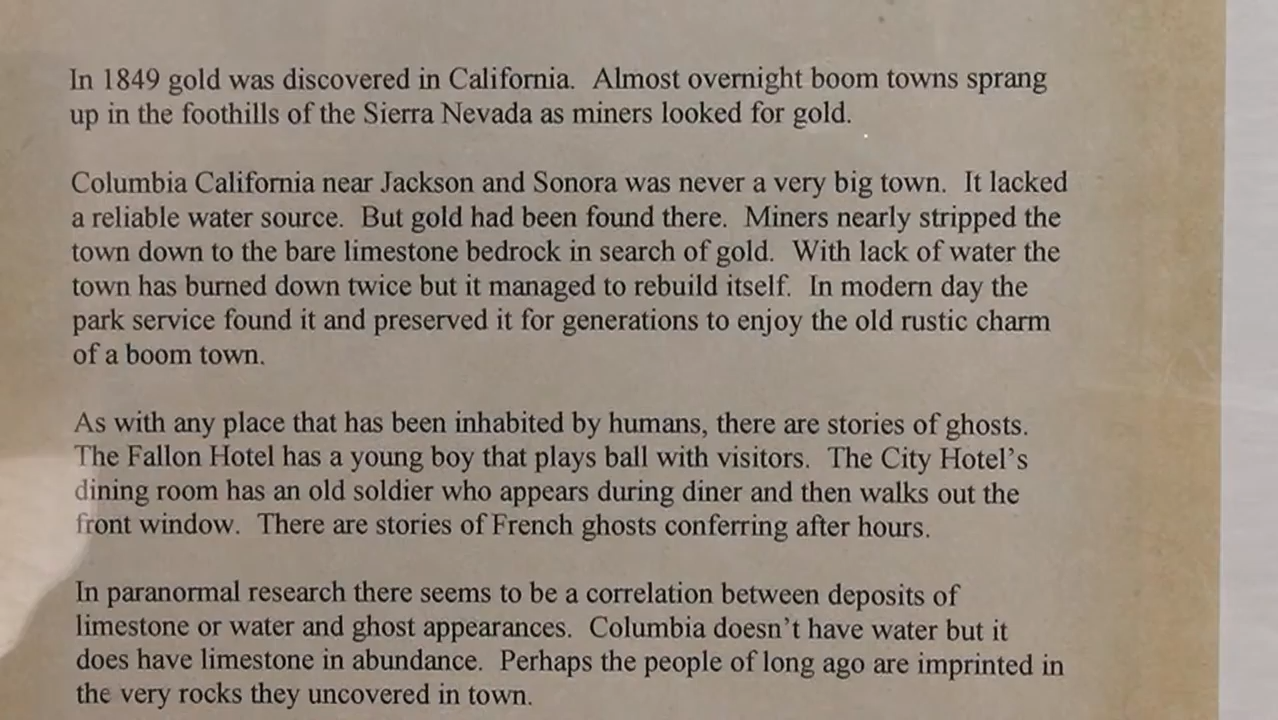 In 1849 gold was discovered in California.  Almost overnight boom towns sprang
up in the foothills of the Sierra Nevada as miners looked for gold.
Columbia California near Jackson and Sonora was never a very big town.  It lacked
a reliable water source.  But gold had been found there.  Miners nearly stripped the
town down to the bare limestone bedrock in search of gold.  With lack of water the
town has burned down twice but it managed to rebuild itself.  In modern day the
park service found it and preserved it for generations to enjoy the old rustic charm
of a boom town.
As with any place that has been inhabited by humans, there are stories of ghosts.
The Fallon Hotel has a young boy that plays ball with visitors.  The City Hotel's
dining room has an old soldier who appears during diner and then walks out the
front window.  There are stories of French ghosts conferring after hours.
In paranormal research there seems to be a correlation between deposits of
limestone or water and ghost appearances.  Columbia doesn't have water but it
does have limestone in abundance.  Perhaps the people of long ago are imprinted in
the very rocks they uncovered in town.